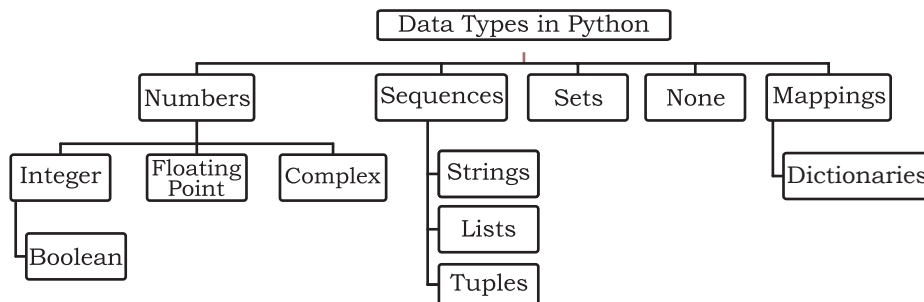 Data Types in Python
Numbers
Sequences
Sets
None
Mappings
Integer
Floating
Point
Complex
Strings
Dictionaries
Lists
Boolean
Tuples